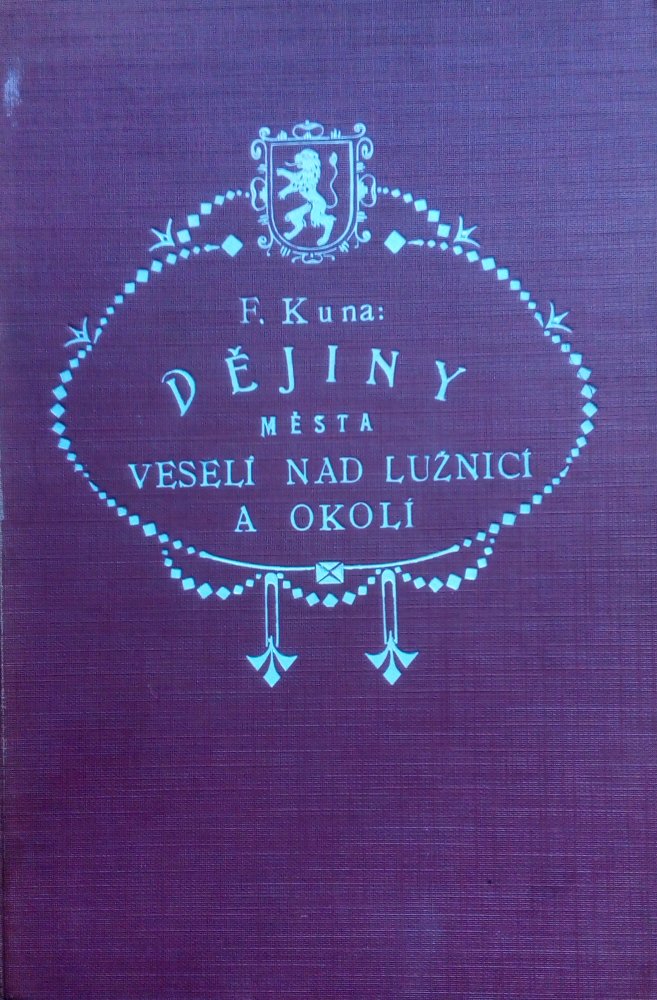 F. Kuna:
DĚJINY
MĚSTA
VESELÍ NAD LUŽNICÍ
A OKOLÍ